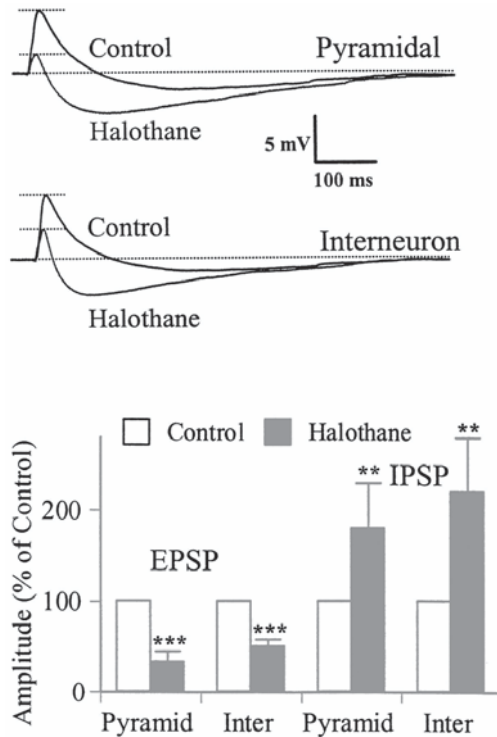 Control
Pyramidal
Halothane
5 mV
100 ms
Control
Interneuron
Halothane
Control Halothane
**
**
IPSP
EPSP
***
***
Amplitude (% of Control)
200
100
0
Pyramid Inter Pyramid Inter